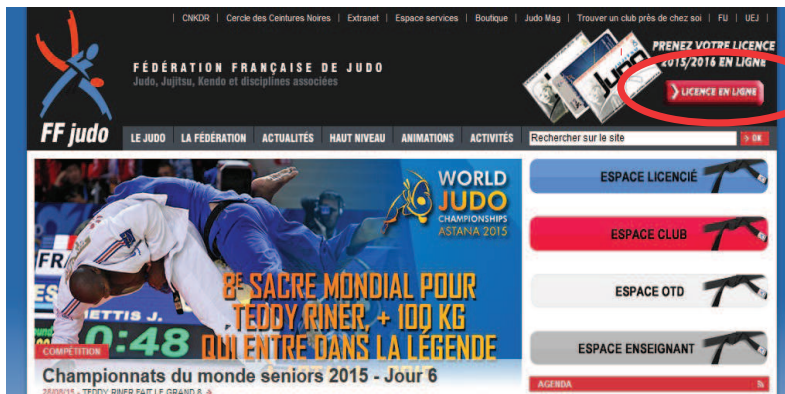 | CNKDR | Cercle des Ceintures Noires | Extranet | Espace services | Boutique | Judo Mag | Trouver un club près de chez soi | FIJ | UEJ |
FÉDÉRATION FRANÇAISE DE JUDO
Judo, Jujitsu, Kendo et disciplines associées
PRENEZ VOTRE LICENCE
2015/2016 EN LIGNE
Judo
LICENCE EN LIGNE
FF judo
LE JUDO LA FÉDÉRATION ACTUALITÉS HAUT NIVEAU ANIMATIONS ACTIVITÉS Rechercher sur le site > OK
WORLD
JUDO
CHAMPIONSHIPS
ASTANA 2015
ESPACE LICENCIÉ
ESPACE CLUB
ESPACE OTD
ESPACE ENSEIGNANT
AGENDA
FR
ES
ETTIS J.
0:48
8E SACRE MONDIAL POUR
TEDDY RINER, + 100 KG
QUI ENTRE DANS LA LÉGENDE
COMPÉTITION
Championnats du monde seniors 2015 - Jour 6